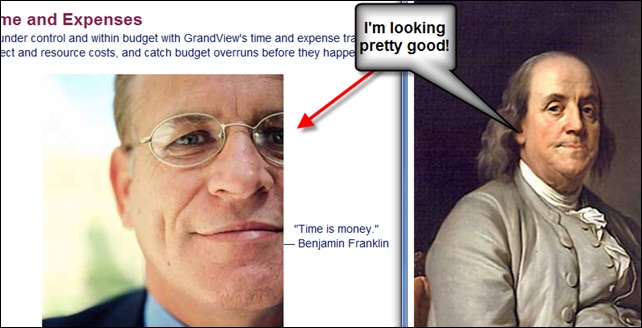 me and Expenses
under control and within budget with GrandView's time and expense tra
ect and resource costs, and catch budget overruns before they happe
I'm looking
pretty good!
"Time is money."
— Benjamin Franklin